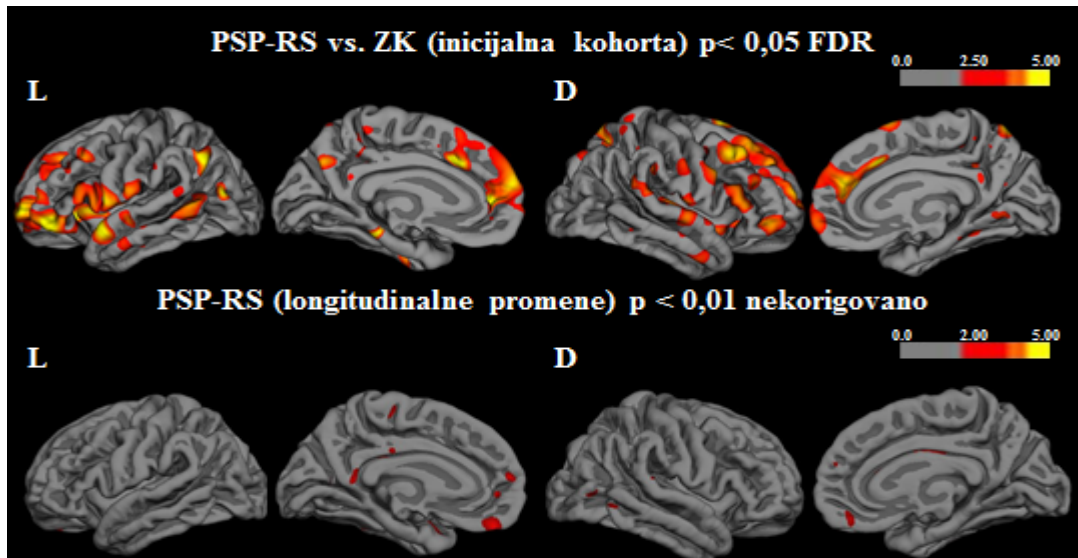 PSP-RS vs. ZK (inicijalna kohorta) p< 0,05 FDR
0.0 2.50 5.00
L D
PSP-RS (longitudinalne promene) p < 0,01 nekorigovano
0.0 2.00 5.00
L D